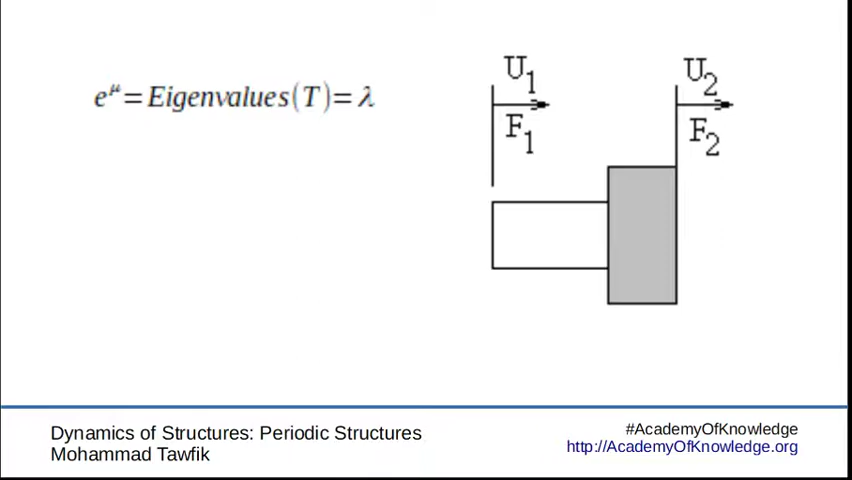 e^μ=Eigenvalues(T)=λ
U₁
F₁
U₂
F₂
Dynamics of Structures: Periodic Structures
Mohammad Tawfik
#AcademyOfKnowledge
http://AcademyOfKnowledge.org